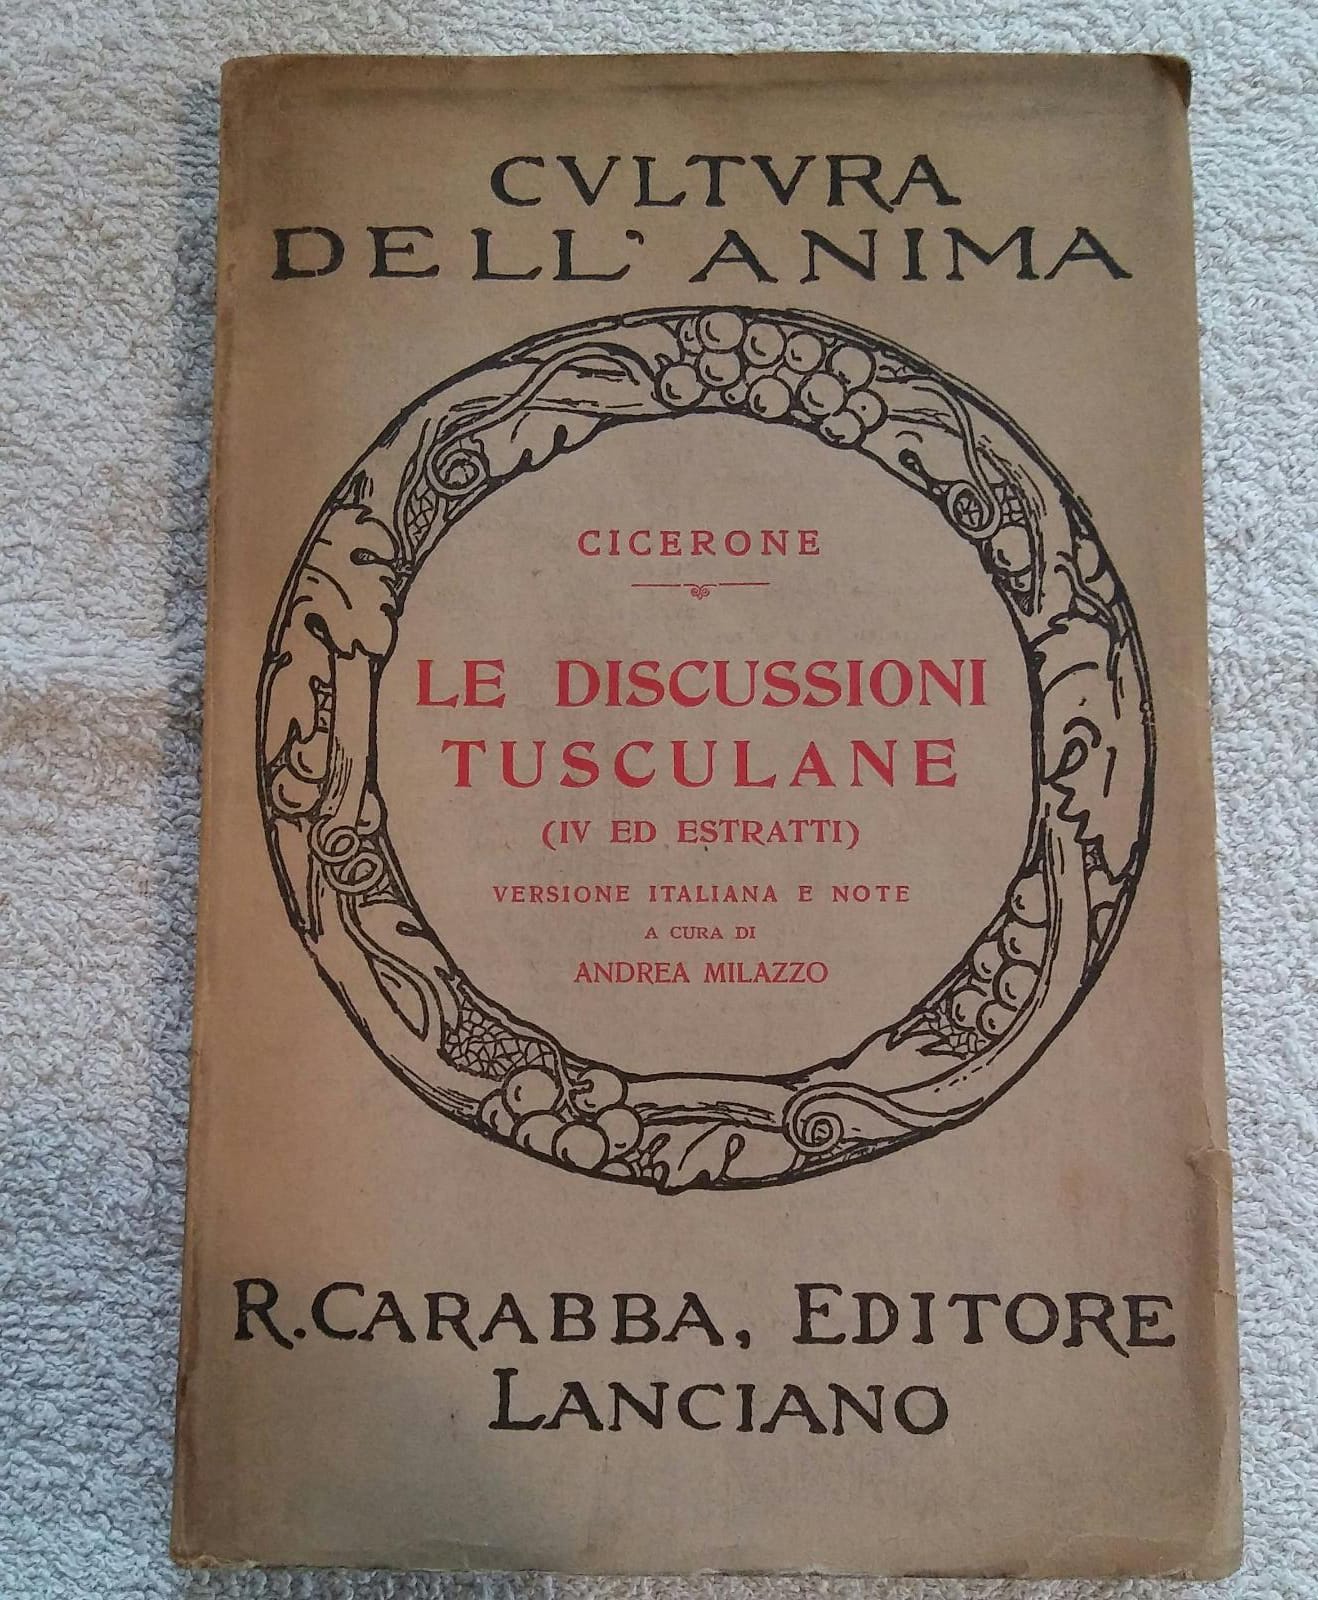 CVLTVRA
DELL' ANIMA
CICERONE
LE DISCUSSIONI
TUSCULANE
(IV ED ESTRATTI)
VERSIONE ITALIANA E NOTE
A CURA DI
ANDREA MILAZZO
R. CARABBA, EDITORE
LANCIANO